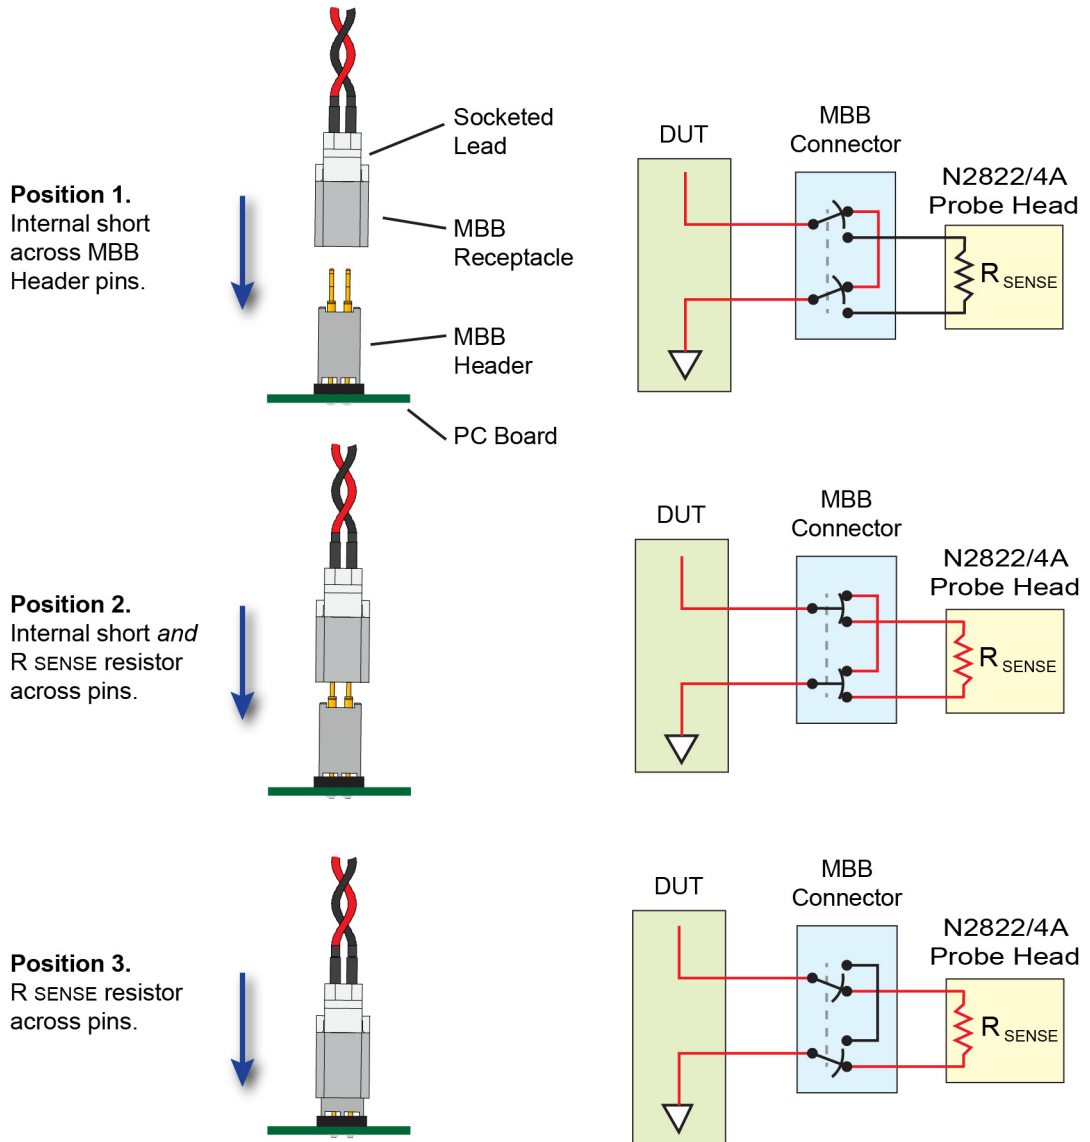 Position 1.
Internal short
across MBB
Header pins.
Socketed
Lead
MBB
Receptacle
MBB
Header
PC Board
DUT
MBB
Connector
N2822/4A
Probe Head
R SENSE
Position 2.
Internal short and
R SENSE resistor
across pins.
DUT
MBB
Connector
N2822/4A
Probe Head
R SENSE
Position 3.
R SENSE resistor
across pins.
DUT
MBB
Connector
N2822/4A
Probe Head
R SENSE